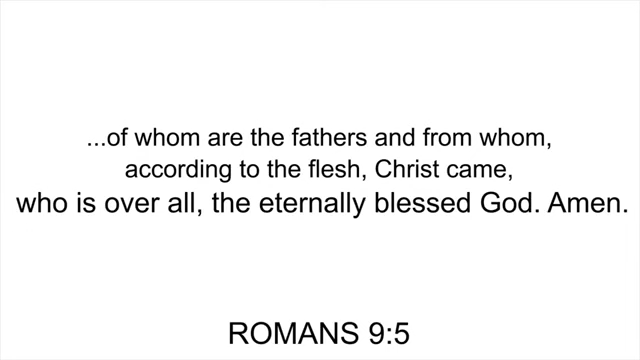 ...of whom are the fathers and from whom,
according to the flesh, Christ came,
who is over all, the eternally blessed God. Amen.
ROMANS 9:5